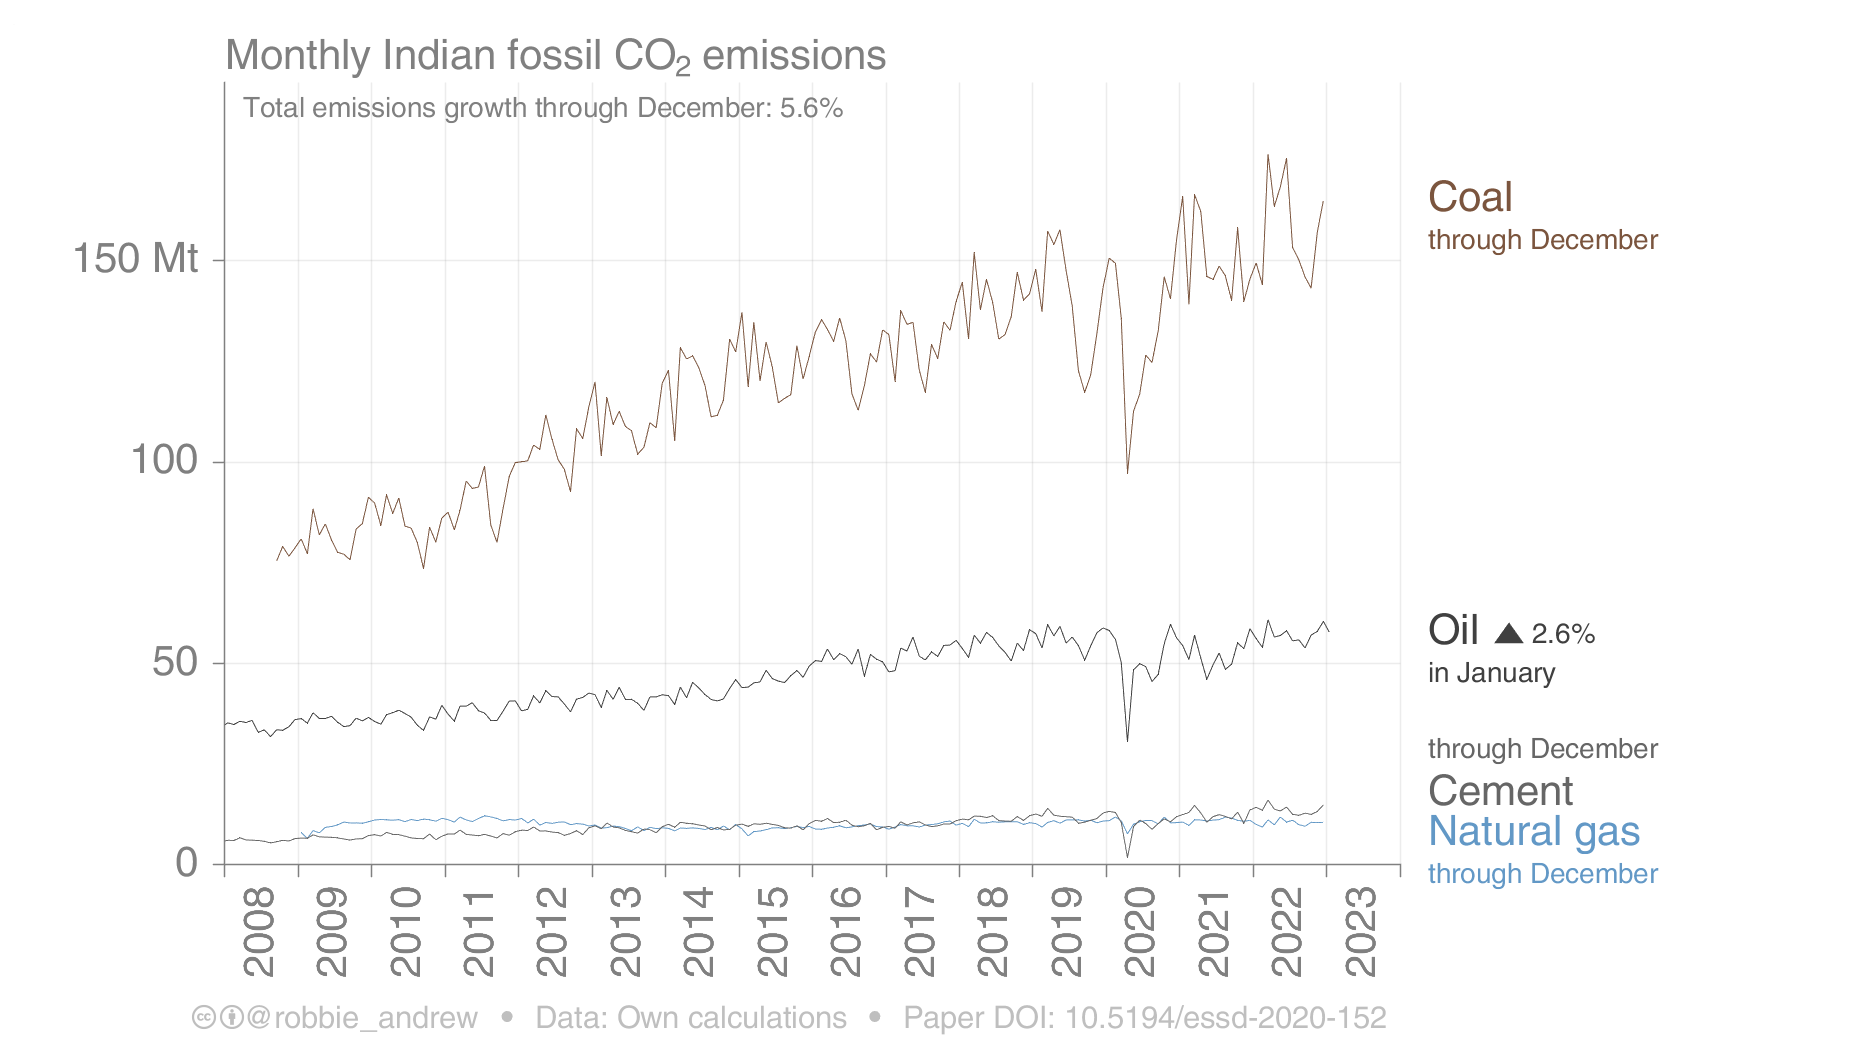 Monthly Indian fossil CO₂ emissions
Total emissions growth through December: 5.6%
150 Mt
100
50
0
Coal
through December
Oil ▲ 2.6%
in January
through December
Cement
Natural gas
through December
2008 2009 2010 2011 2012 2013 2014 2015 2016 2017 2018 2019 2020 2021 2022 2023
@robbie_andrew • Data: Own calculations • Paper DOI: 10.5194/essd-2020-152